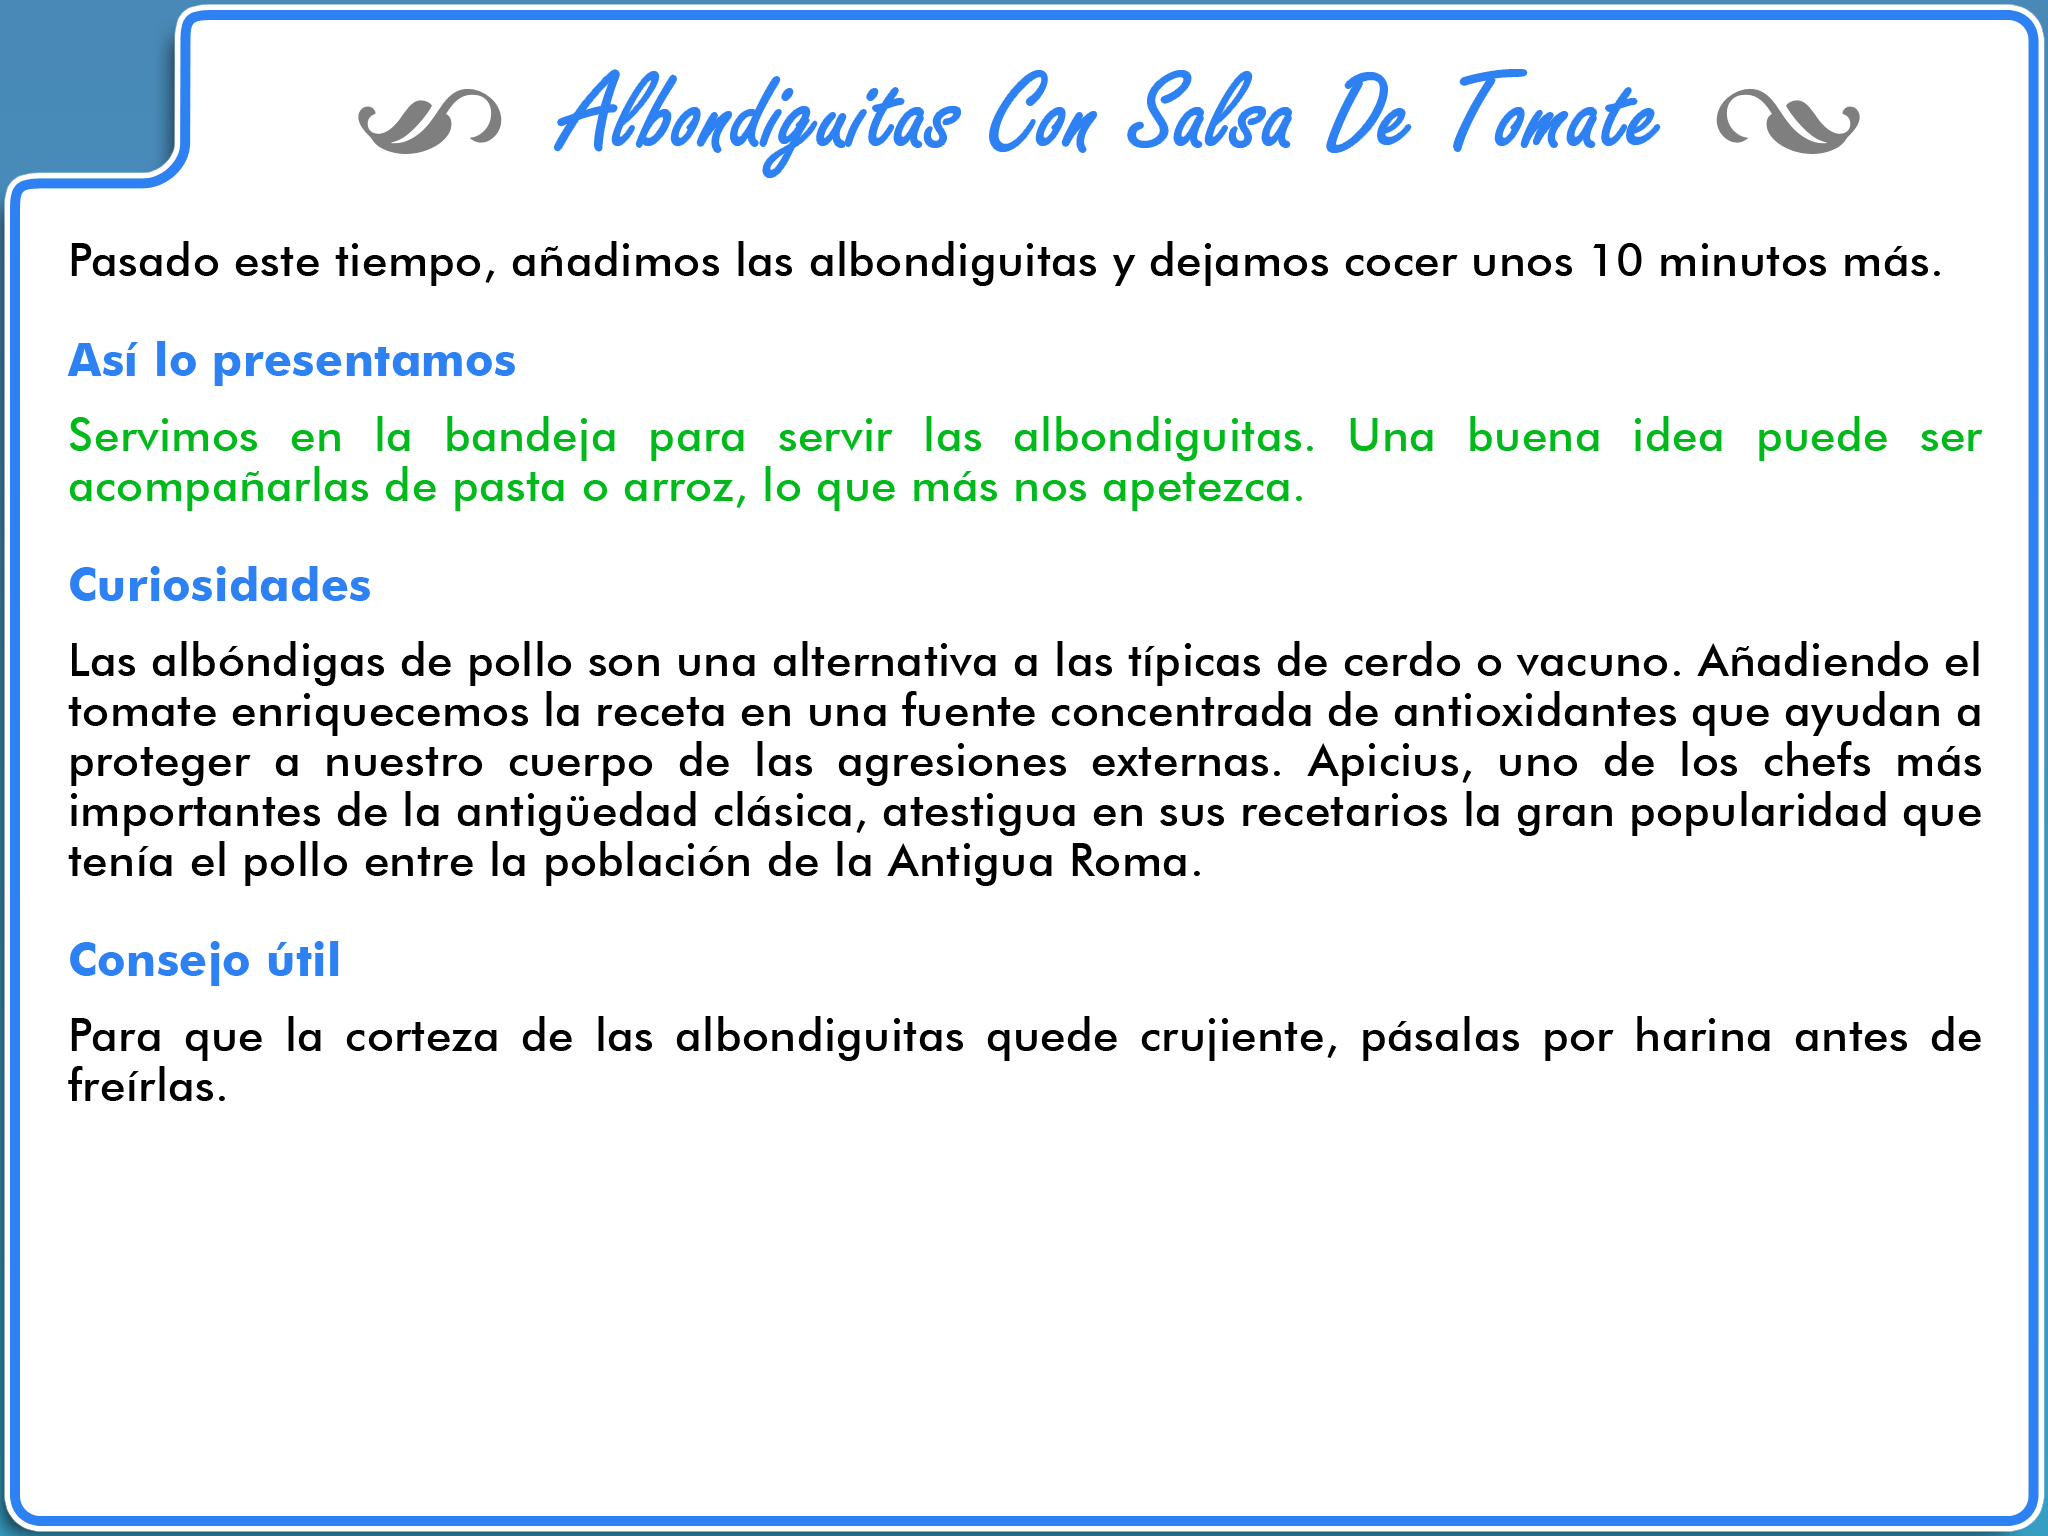 Albondiguitas Con Salsa De Tomate
Pasado este tiempo, añadimos las albondiguitas y dejamos cocer unos 10 minutos más.
Así lo presentamos
Servimos en la bandeja para servir las albondiguitas. Una buena idea puede ser
acompañarlas de pasta o arroz, lo que más nos apetezca.
Curiosidades
Las albóndigas de pollo son una alternativa a las típicas de cerdo o vacuno. Añadiendo el
tomate enriquecemos la receta en una fuente concentrada de antioxidantes que ayudan a
proteger a nuestro cuerpo de las agresiones externas. Apicius, uno de los chefs más
importantes de la antigüedad clásica, atestigua en sus recetarios la gran popularidad que
tenía el pollo entre la población de la Antigua Roma.
Consejo útil
Para que la corteza de las albondiguitas quede crujiente, pásalas por harina antes de
freírlas.